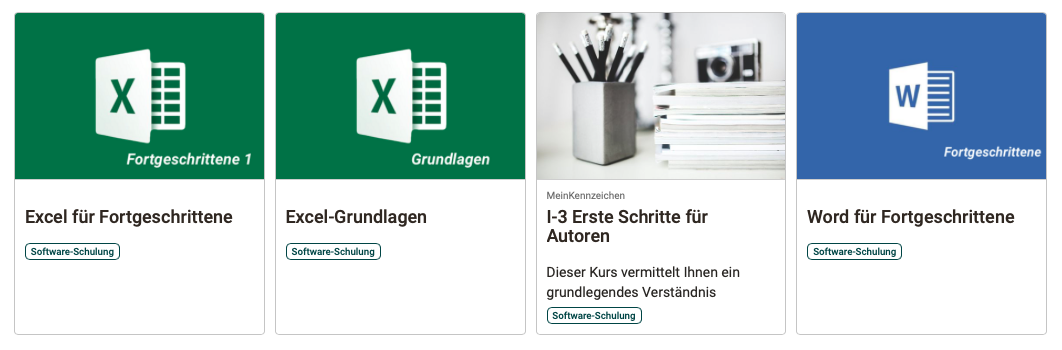 X
Fortgeschrittene 1
Excel für Fortgeschrittene
Software-Schulung
X
Grundlagen
Excel-Grundlagen
Software-Schulung
MeinKennzeichen
I-3 Erste Schritte für
Autoren
Dieser Kurs vermittelt Ihnen ein
grundlegendes Verständnis
Software-Schulung
W
Fortgeschrittene
Word für Fortgeschrittene
Software-Schulung